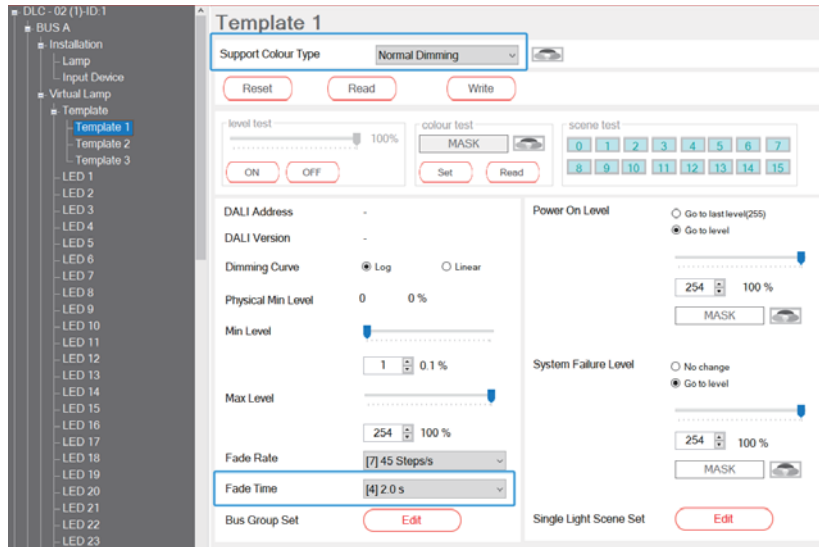 DLC - 02 (1)-ID:1
BUS A
Installation
Lamp
Input Device
Virtual Lamp
Template
Template 1
Template 2
Template 3
LED 1
LED 2
LED 3
LED 4
LED 5
LED 6
LED 7
LED 8
LED 9
LED 10
LED 11
LED 12
LED 13
LED 14
LED 15
LED 16
LED 17
LED 18
LED 19
LED 20
LED 21
LED 22
LED 23
Template 1
Support Colour Type Normal Dimming
Reset Read Write
level test
100%
ON OFF
colour test
MASK
Set Read
scene test
0 1 2 3 4 5 6 7
8 9 10 11 12 13 14 15
DALI Address -
DALI Version -
Dimming Curve Log Linear
Physical Min Level 0 0 %
Min Level
1 0.1 %
Max Level
254 100 %
Fade Rate [7] 45 Steps/s
Fade Time [4] 2.0 s
Bus Group Set Edit
Power On Level Go to last level(255)
Go to level
254 100 %
MASK
System Failure Level No change
Go to level
254 100 %
MASK
Single Light Scene Set Edit